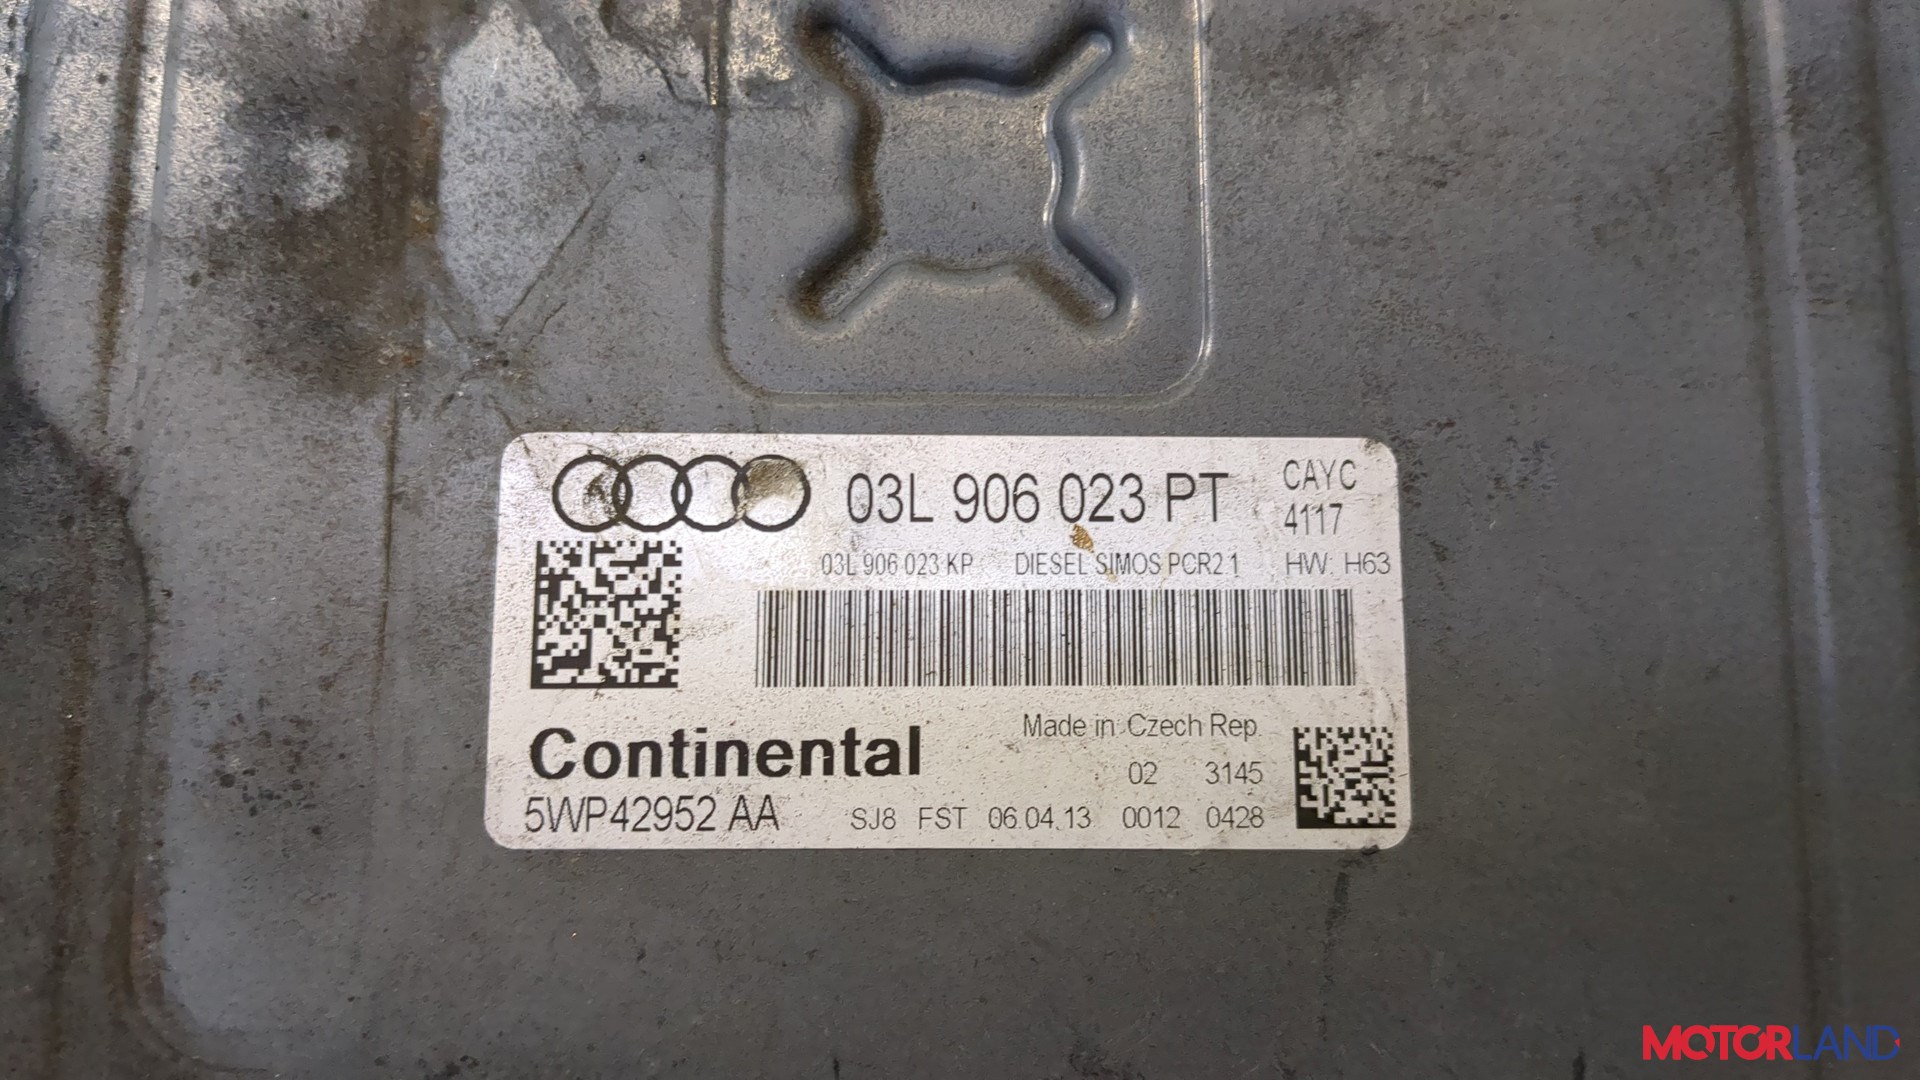 03L 906 023 PT CAYC
4117
03L 906 023 KP DIESEL SIMOS PCR2.1 HW: H63
Made in Czech Rep.
Continental
02 3145
5WP42952 AA SJ8 FST 06.04.13 0012 0428
MOTORLAND